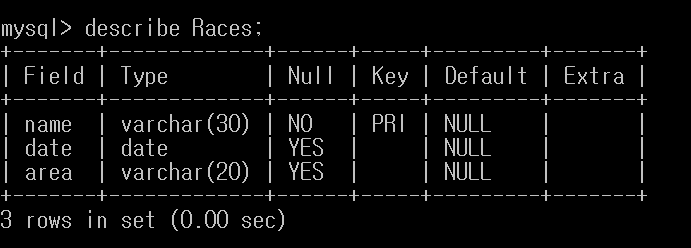 mysql> describe Races;
+-------+-------------+------+-----+---------+-------+
| Field | Type        | Null | Key | Default | Extra |
+-------+-------------+------+-----+---------+-------+
| name  | varchar(30) | NO   | PRI | NULL    |       |
| date  | date        | YES  |     | NULL    |       |
| area  | varchar(20) | YES  |     | NULL    |       |
+-------+-------------+------+-----+---------+-------+
3 rows in set (0.00 sec)